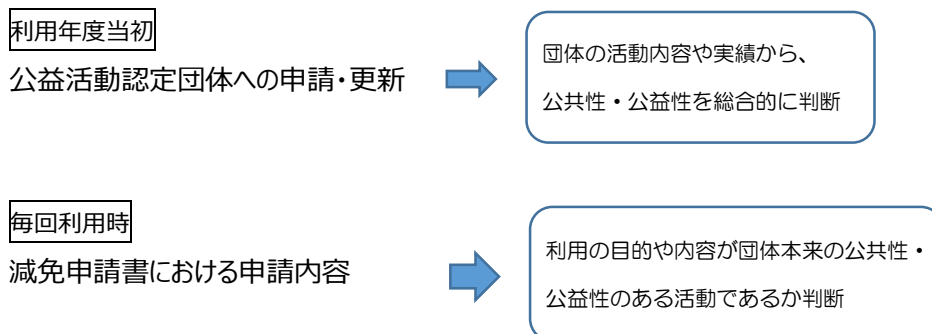 利用年度当初
公益活動認定団体への申請・更新
団体の活動内容や実績から、
公共性・公益性を総合的に判断
毎回利用時
減免申請書における申請内容
利用の目的や内容が団体本来の公共性・
公益性のある活動であるか判断